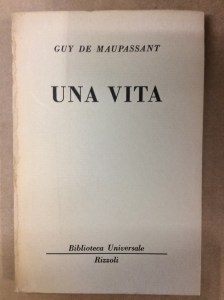 GUY DE MAUPASSANT
UNA VITA
Biblioteca Universale
Rizzoli